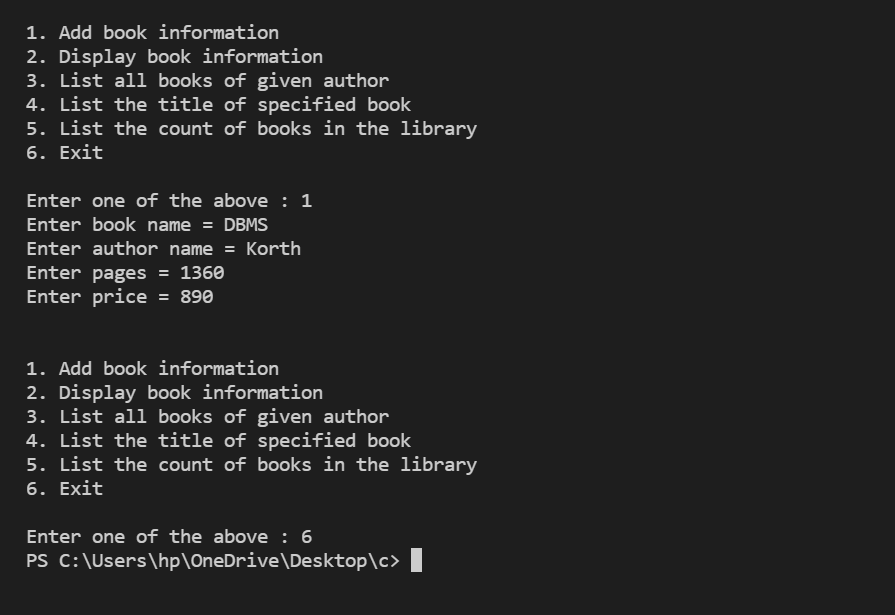 1. Add book information
2. Display book information
3. List all books of given author
4. List the title of specified book
5. List the count of books in the library
6. Exit
Enter one of the above : 1
Enter book name = DBMS
Enter author name = Korth
Enter pages = 1360
Enter price = 890
1. Add book information
2. Display book information
3. List all books of given author
4. List the title of specified book
5. List the count of books in the library
6. Exit
Enter one of the above : 6
PS C:\Users\hp\OneDrive\Desktop\c>